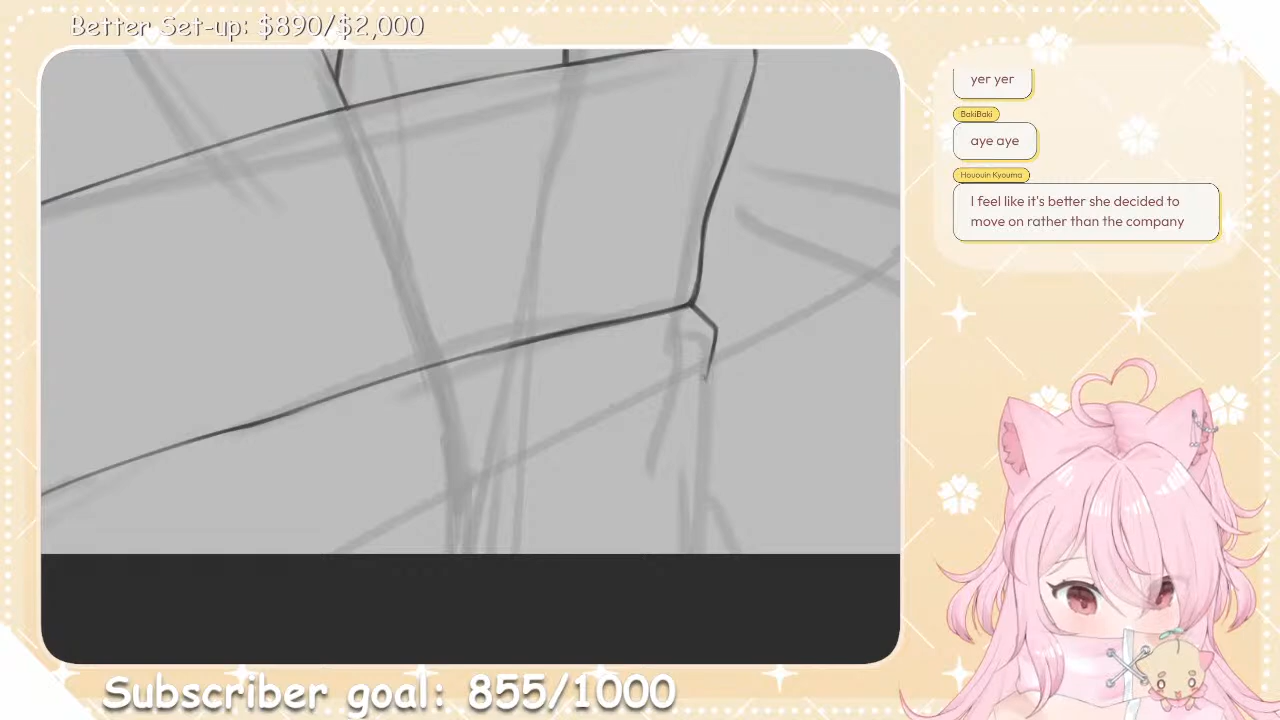 Better Set-up: $890/$2,000
yer yer
BakiBaki
aye aye
Hououin Kyouma
I feel like it's better she decided to
move on rather than the company
Subscriber goal: 855/1000